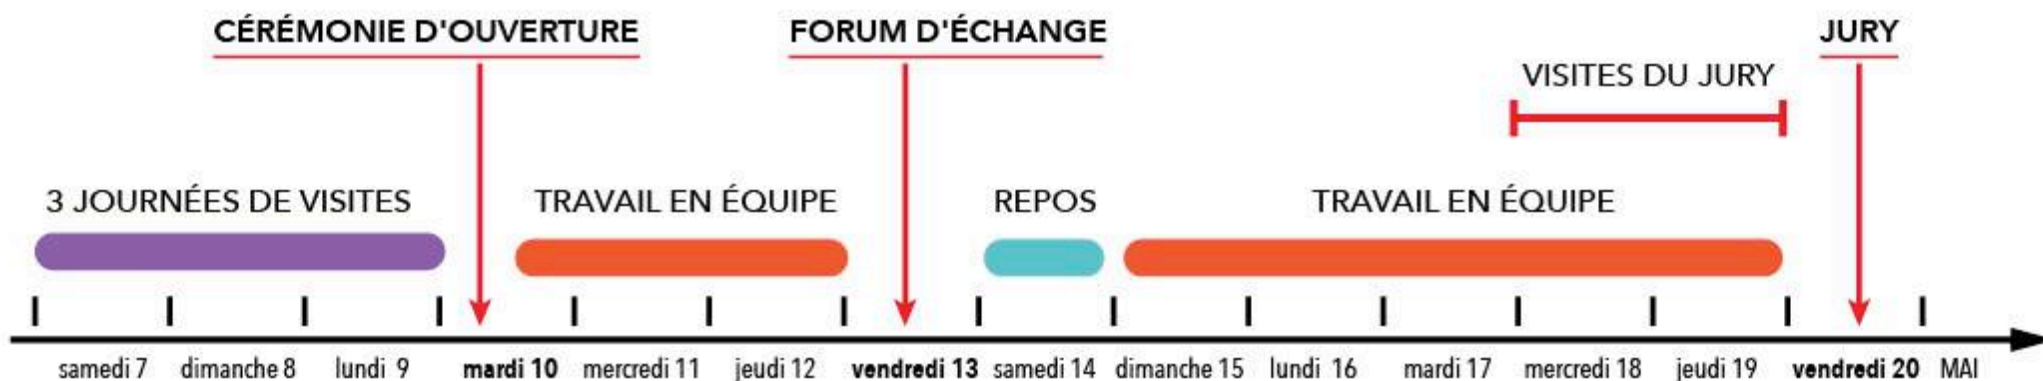 CÉRÉMONIE D'OUVERTURE FORUM D'ÉCHANGE JURY
VISITES DU JURY
3 JOURNÉES DE VISITES TRAVAIL EN ÉQUIPE REPOS TRAVAIL EN ÉQUIPE
samedi 7 dimanche 8 lundi 9 mardi 10 mercredi 11 jeudi 12 vendredi 13 samedi 14 dimanche 15 lundi 16 mardi 17 mercredi 18 jeudi 19 vendredi 20 MAI